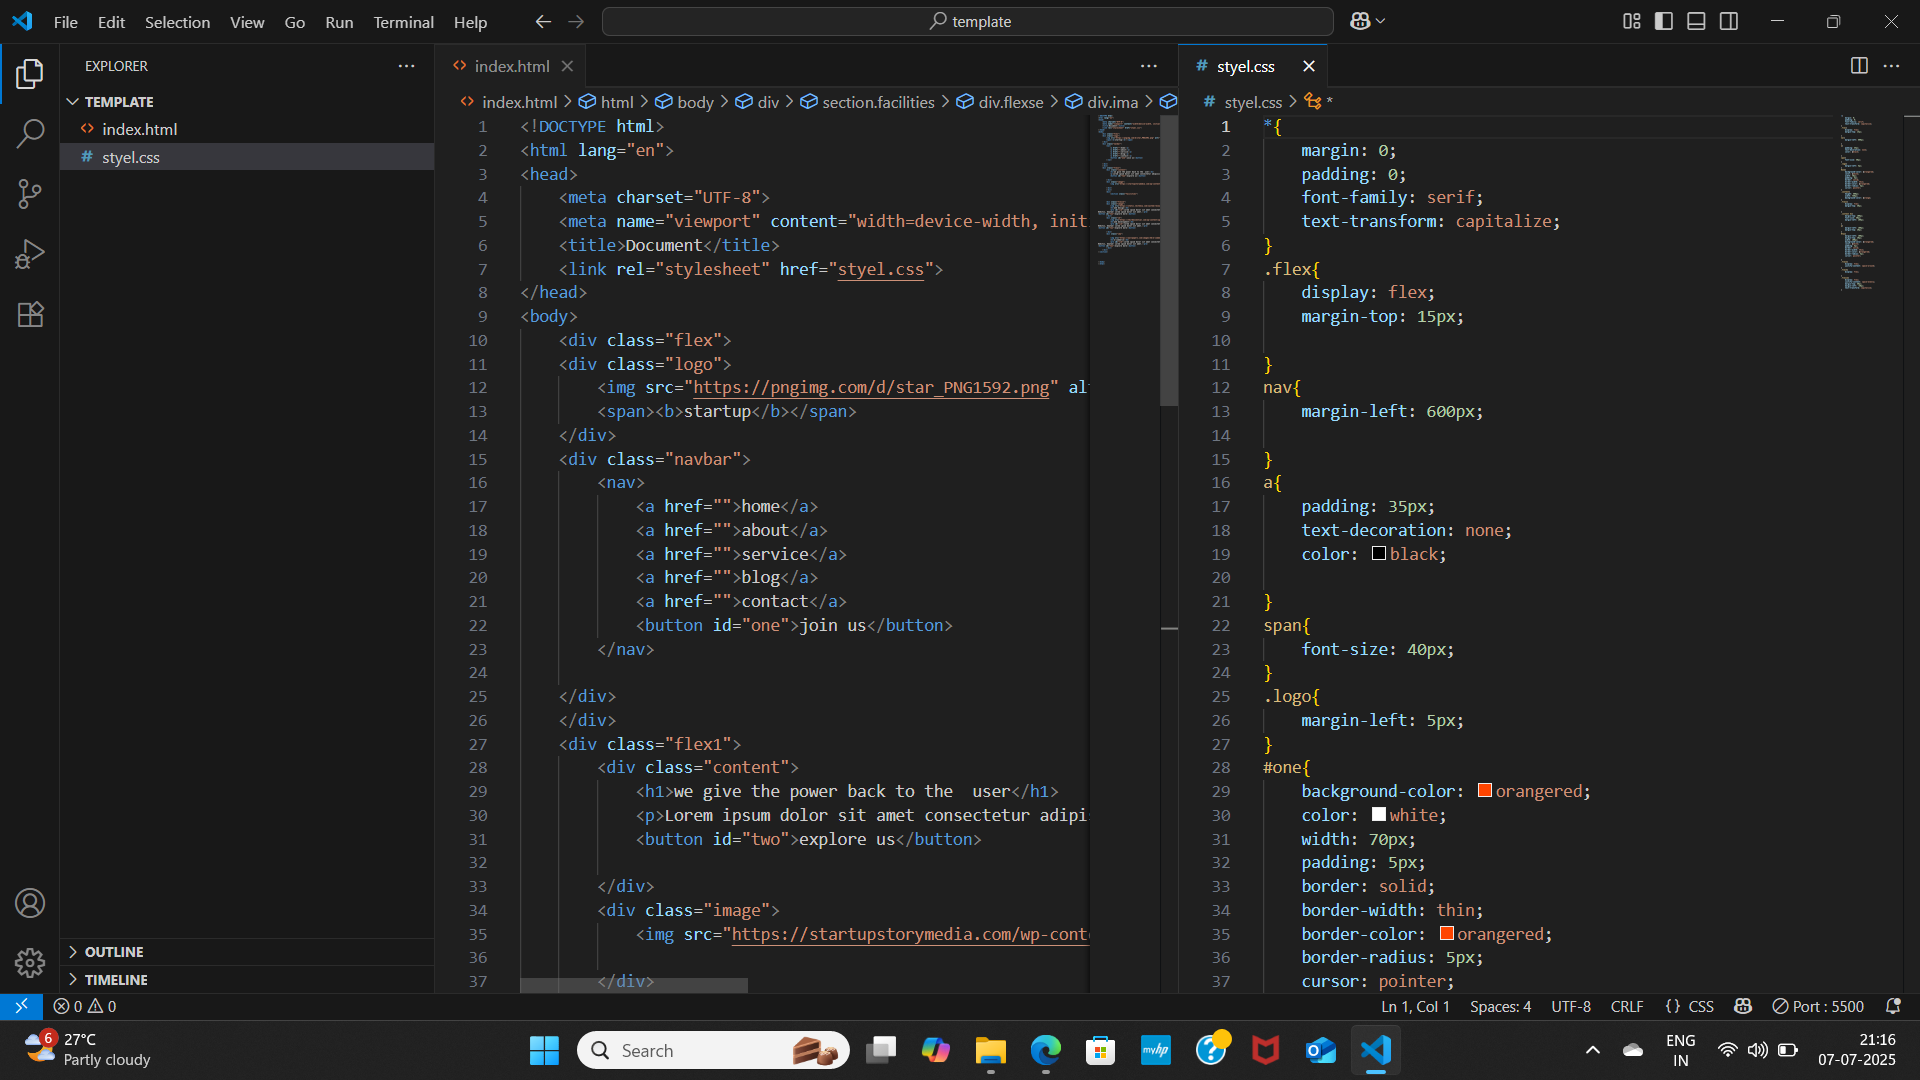 File Edit Selection View Go Run Terminal Help
template
EXPLORER
TEMPLATE
index.html
styel.css
OUTLINE
TIMELINE
index.html
index.html > html > body > div > section.facilities > div.flexse > div.ima >
1 <!DOCTYPE html>
2 <html lang="en">
3 <head>
4 <meta charset="UTF-8">
5 <meta name="viewport" content="width=device-width, init
6 <title>Document</title>
7 <link rel="stylesheet" href="styel.css">
8 </head>
9 <body>
10 <div class="flex">
11 <div class="logo">
12 <img src="https://pngimg.com/d/star_PNG1592.png" al
13 <span><b>startup</b></span>
14 </div>
15 <div class="navbar">
16 <nav>
17 <a href="">home</a>
18 <a href="">about</a>
19 <a href="">service</a>
20 <a href="">blog</a>
21 <a href="">contact</a>
22 <button id="one">join us</button>
23 </nav>
24
25 </div>
26 </div>
27 <div class="flex1">
28 <div class="content">
29 <h1>we give the power back to the  user</h1>
30 <p>Lorem ipsum dolor sit amet consectetur adipi
31 <button id="two">explore us</button>
32
33 </div>
34 <div class="image">
35 <img src="https://startupstorymedia.com/wp-cont
36
37 </div>
styel.css
styel.css > *
1 *{
2 margin: 0;
3 padding: 0;
4 font-family: serif;
5 text-transform: capitalize;
6 }
7 .flex{
8 display: flex;
9 margin-top: 15px;
10
11 }
12 nav{
13 margin-left: 600px;
14
15 }
16 a{
17 padding: 35px;
18 text-decoration: none;
19 color: black;
20
21 }
22 span{
23 font-size: 40px;
24 }
25 .logo{
26 margin-left: 5px;
27 }
28 #one{
29 background-color: orangered;
30 color: white;
31 width: 70px;
32 padding: 5px;
33 border: solid;
34 border-width: thin;
35 border-color: orangered;
36 border-radius: 5px;
37 cursor: pointer;
0 0
Ln 1, Col 1 Spaces: 4 UTF-8 CRLF {} CSS Port : 5500
6
27°C
Partly cloudy
Search
myhp
ENG
IN
21:16
07-07-2025